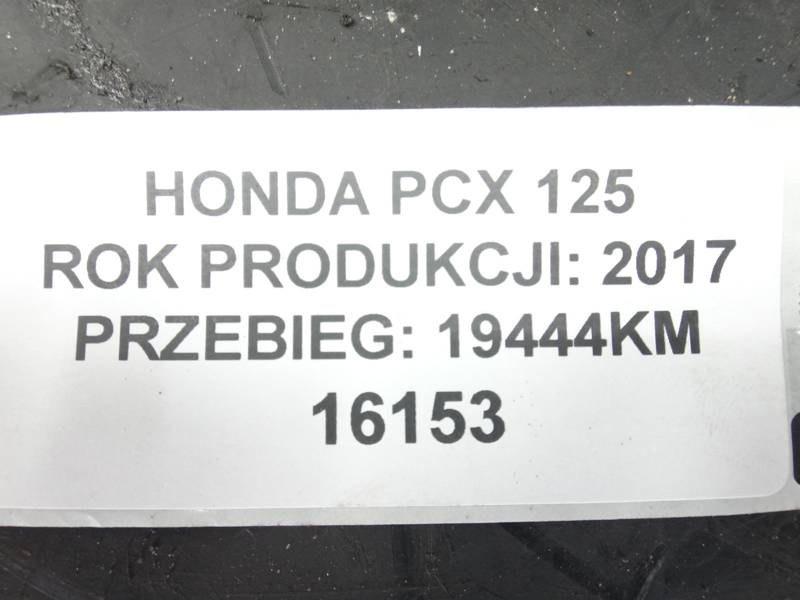 HONDA PCX 125
ROK PRODUKCJI: 2017
PRZEBIEG: 19444KM
16153